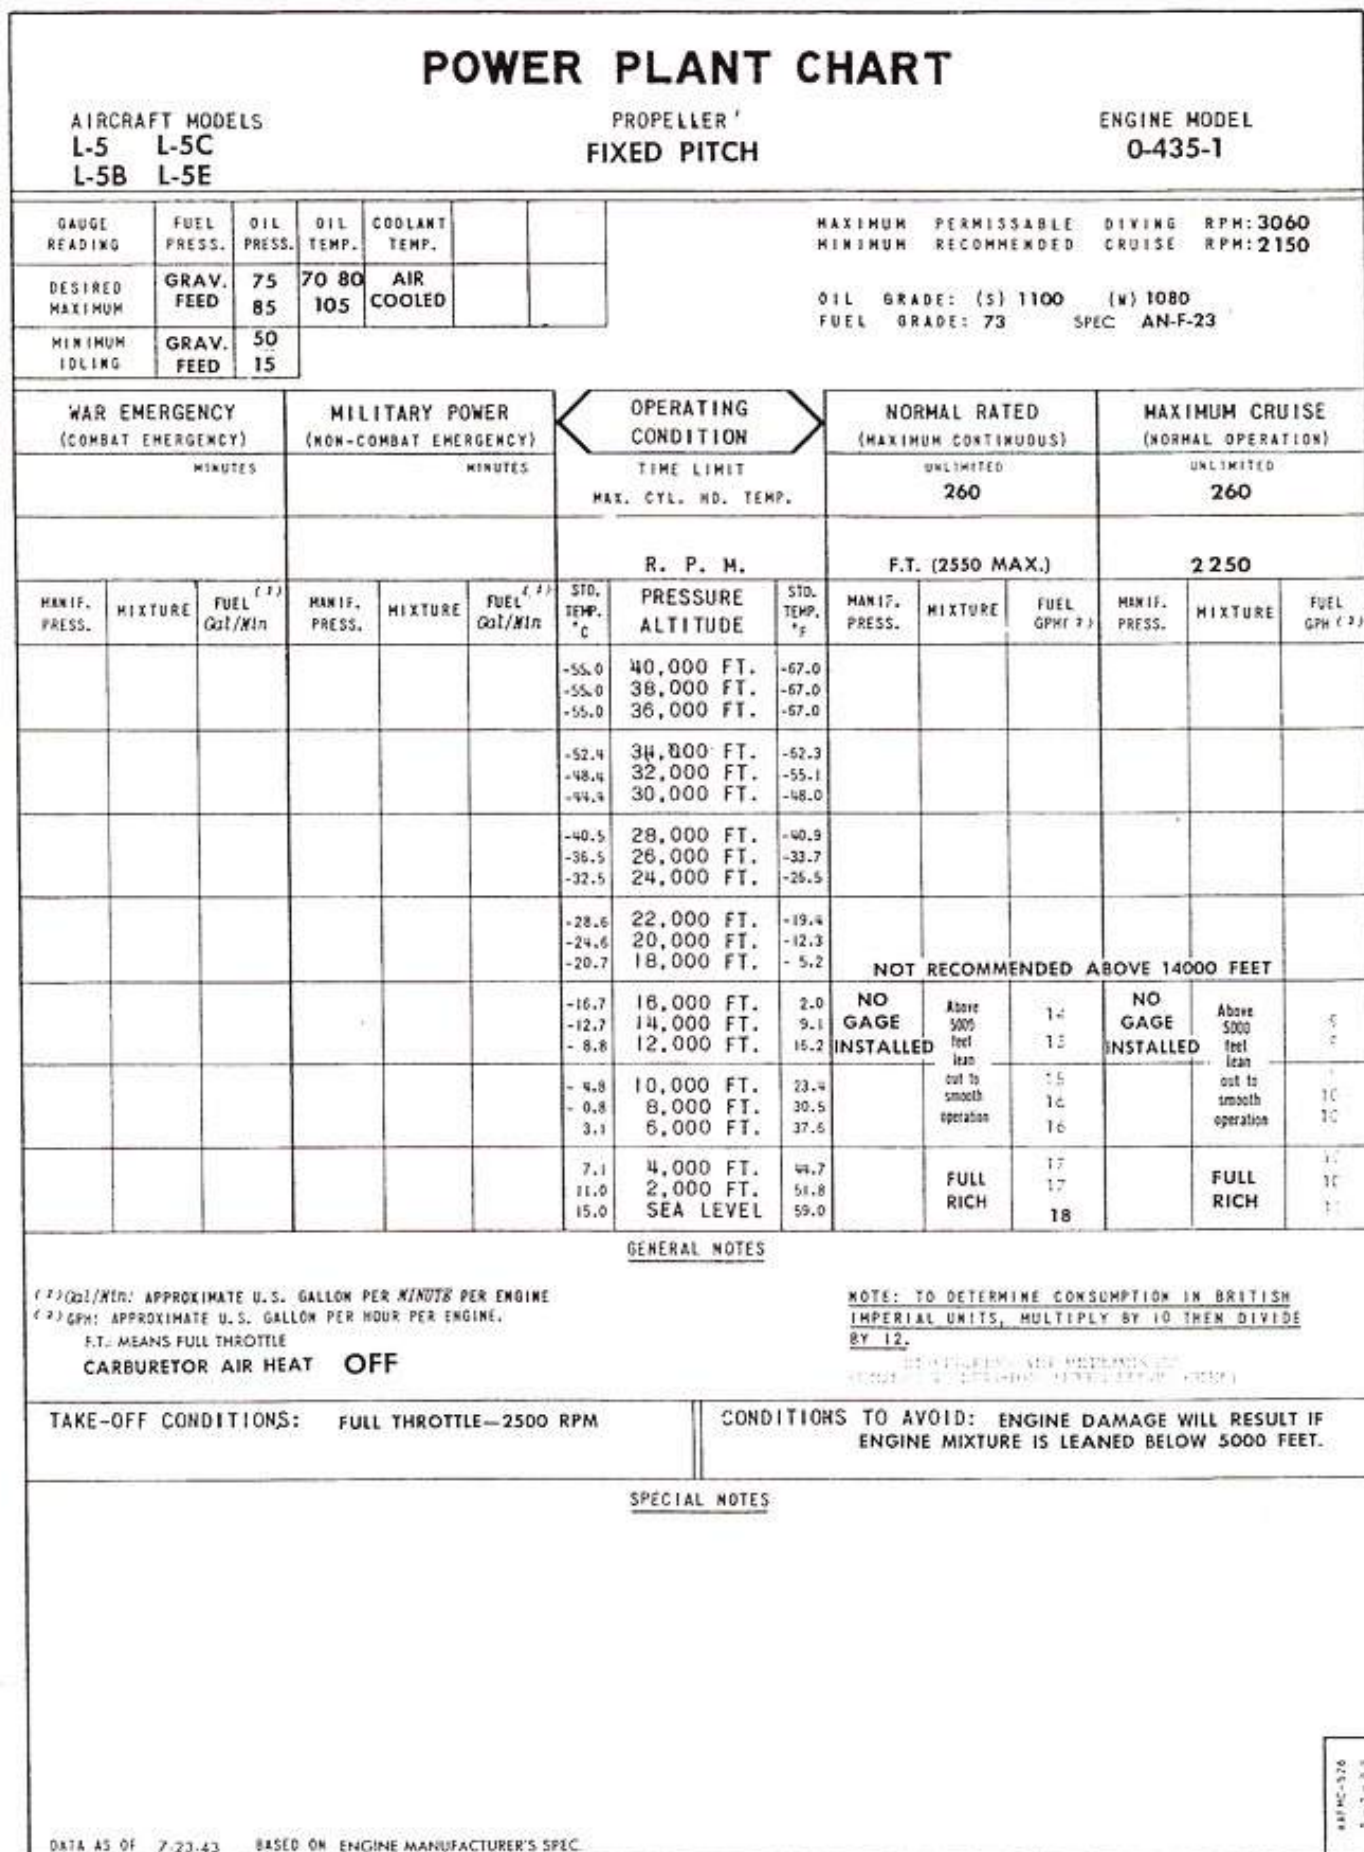 POWER PLANT CHART
AIRCRAFT MODELS
L-5 L-5C
L-5B L-5E
PROPELLER
FIXED PITCH
ENGINE MODEL
O-435-1
GAUGE READING FUEL PRESS. OIL PRESS. OIL TEMP. COOLANT TEMP.
DESIRED GRAV. FEED 75 70 80 AIR COOLED
MAXIMUM 85 105
MINIMUM GRAV. FEED 50
IDLING 15
MAXIMUM PERMISSABLE DIVING RPM: 3060
MINIMUM RECOMMENDED CRUISE RPM: 2150
OIL GRADE: (S) 1100 (W) 1080
FUEL GRADE: 73 SPEC AN-F-23
WAR EMERGENCY
(COMBAT EMERGENCY)
MINUTES
MILITARY POWER
(NON-COMBAT EMERGENCY)
MINUTES
OPERATING
CONDITION
TIME LIMIT
MAX. CYL. HD. TEMP.
R. P. M.
NORMAL RATED
(MAXIMUM CONTINUOUS)
UNLIMITED
260
F.T. (2550 MAX.)
MAXIMUM CRUISE
(NORMAL OPERATION)
UNLIMITED
260
2250
MANIF. PRESS. MIXTURE FUEL (1) Gal/Min MANIF. PRESS. MIXTURE FUEL (1) Gal/Min STD. TEMP. °C PRESSURE ALTITUDE STD. TEMP. °F MANIF. PRESS. MIXTURE FUEL GPH(2) MANIF. PRESS. MIXTURE FUEL GPH(2)
-55.0 40,000 FT. -67.0
-55.0 38,000 FT. -67.0
-55.0 36,000 FT. -67.0
-52.4 34,000 FT. -62.3
-48.4 32,000 FT. -55.1
-44.4 30,000 FT. -48.0
-40.5 28,000 FT. -40.9
-36.5 26,000 FT. -33.7
-32.5 24,000 FT. -26.5
-28.6 22,000 FT. -19.4
-24.6 20,000 FT. -12.3
-20.7 18,000 FT. - 5.2
NOT RECOMMENDED ABOVE 14000 FEET
-16.7 16,000 FT. 2.0
-12.7 14,000 FT. 9.1
- 8.8 12,000 FT. 16.2
- 4.8 10,000 FT. 23.4
- 0.8 8,000 FT. 30.5
3.1 6,000 FT. 37.6
7.1 4,000 FT. 44.7
11.0 2,000 FT. 51.8
15.0 SEA LEVEL 59.0
NO
GAGE
INSTALLED
Above
5000
feet
lean
out to
smooth
operation
FULL
RICH
16
17
17
18
NO
GAGE
INSTALLED
Above
5000
feet
lean
out to
smooth
operation
FULL
RICH
10
10
GENERAL NOTES
(1) Gal/Min: APPROXIMATE U.S. GALLON PER MINUTE PER ENGINE
(2) GPH: APPROXIMATE U.S. GALLON PER HOUR PER ENGINE.
F.T.: MEANS FULL THROTTLE
CARBURETOR AIR HEAT OFF
NOTE: TO DETERMINE CONSUMPTION IN BRITISH
IMPERIAL UNITS, MULTIPLY BY 10 THEN DIVIDE
BY 12.
TAKE-OFF CONDITIONS: FULL THROTTLE—2500 RPM
CONDITIONS TO AVOID: ENGINE DAMAGE WILL RESULT IF
ENGINE MIXTURE IS LEANED BELOW 5000 FEET.
SPECIAL NOTES
DATA AS OF 7-23-43 BASED ON ENGINE MANUFACTURER'S SPEC.